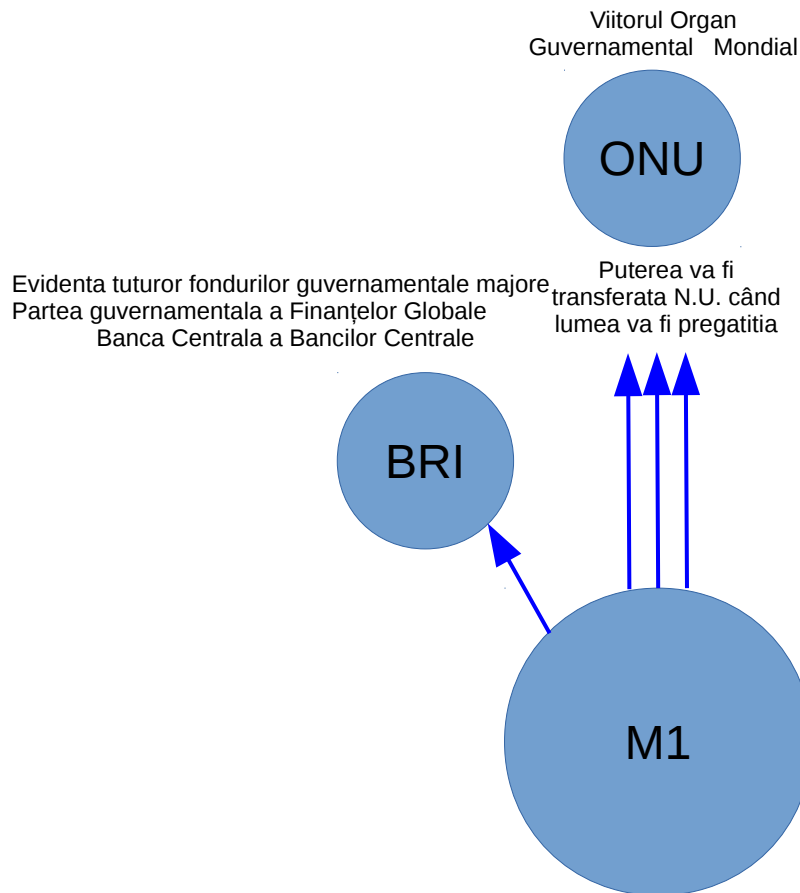 Viitorul Organ
Guvernamental Mondial
ONU
Puterea va fi
transferata N.U. când
lumea va fi pregatitia
Evidenta tuturor fondurilor guvernamentale majore
Partea guvernamentala a Finanțelor Globale
Banca Centrala a Bancilor Centrale
BRI
M1